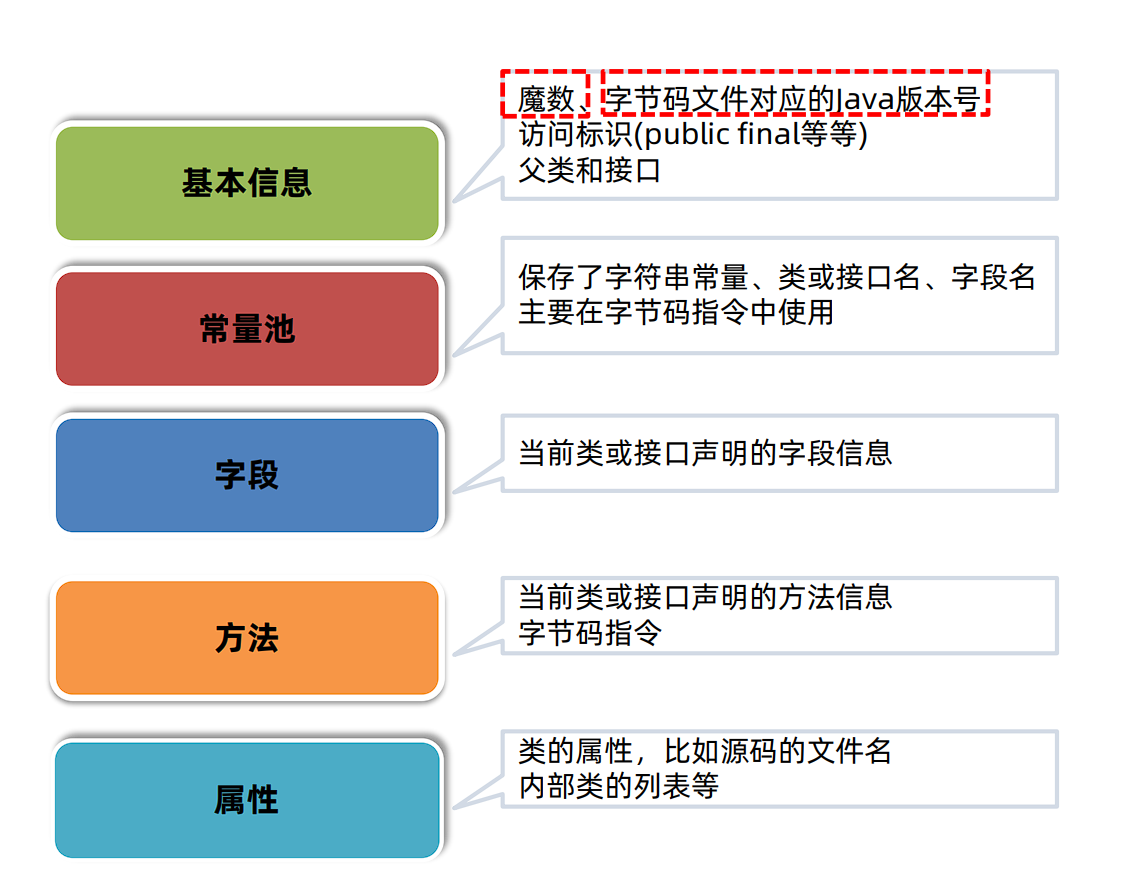 魔数、字节码文件对应的Java版本号
访问标识(public final等等)
父类和接口
基本信息
保存了字符串常量、类或接口名、字段名
主要在字节码指令中使用
常量池
当前类或接口声明的字段信息
字段
当前类或接口声明的方法信息
字节码指令
方法
类的属性，比如源码的文件名
内部类的列表等
属性